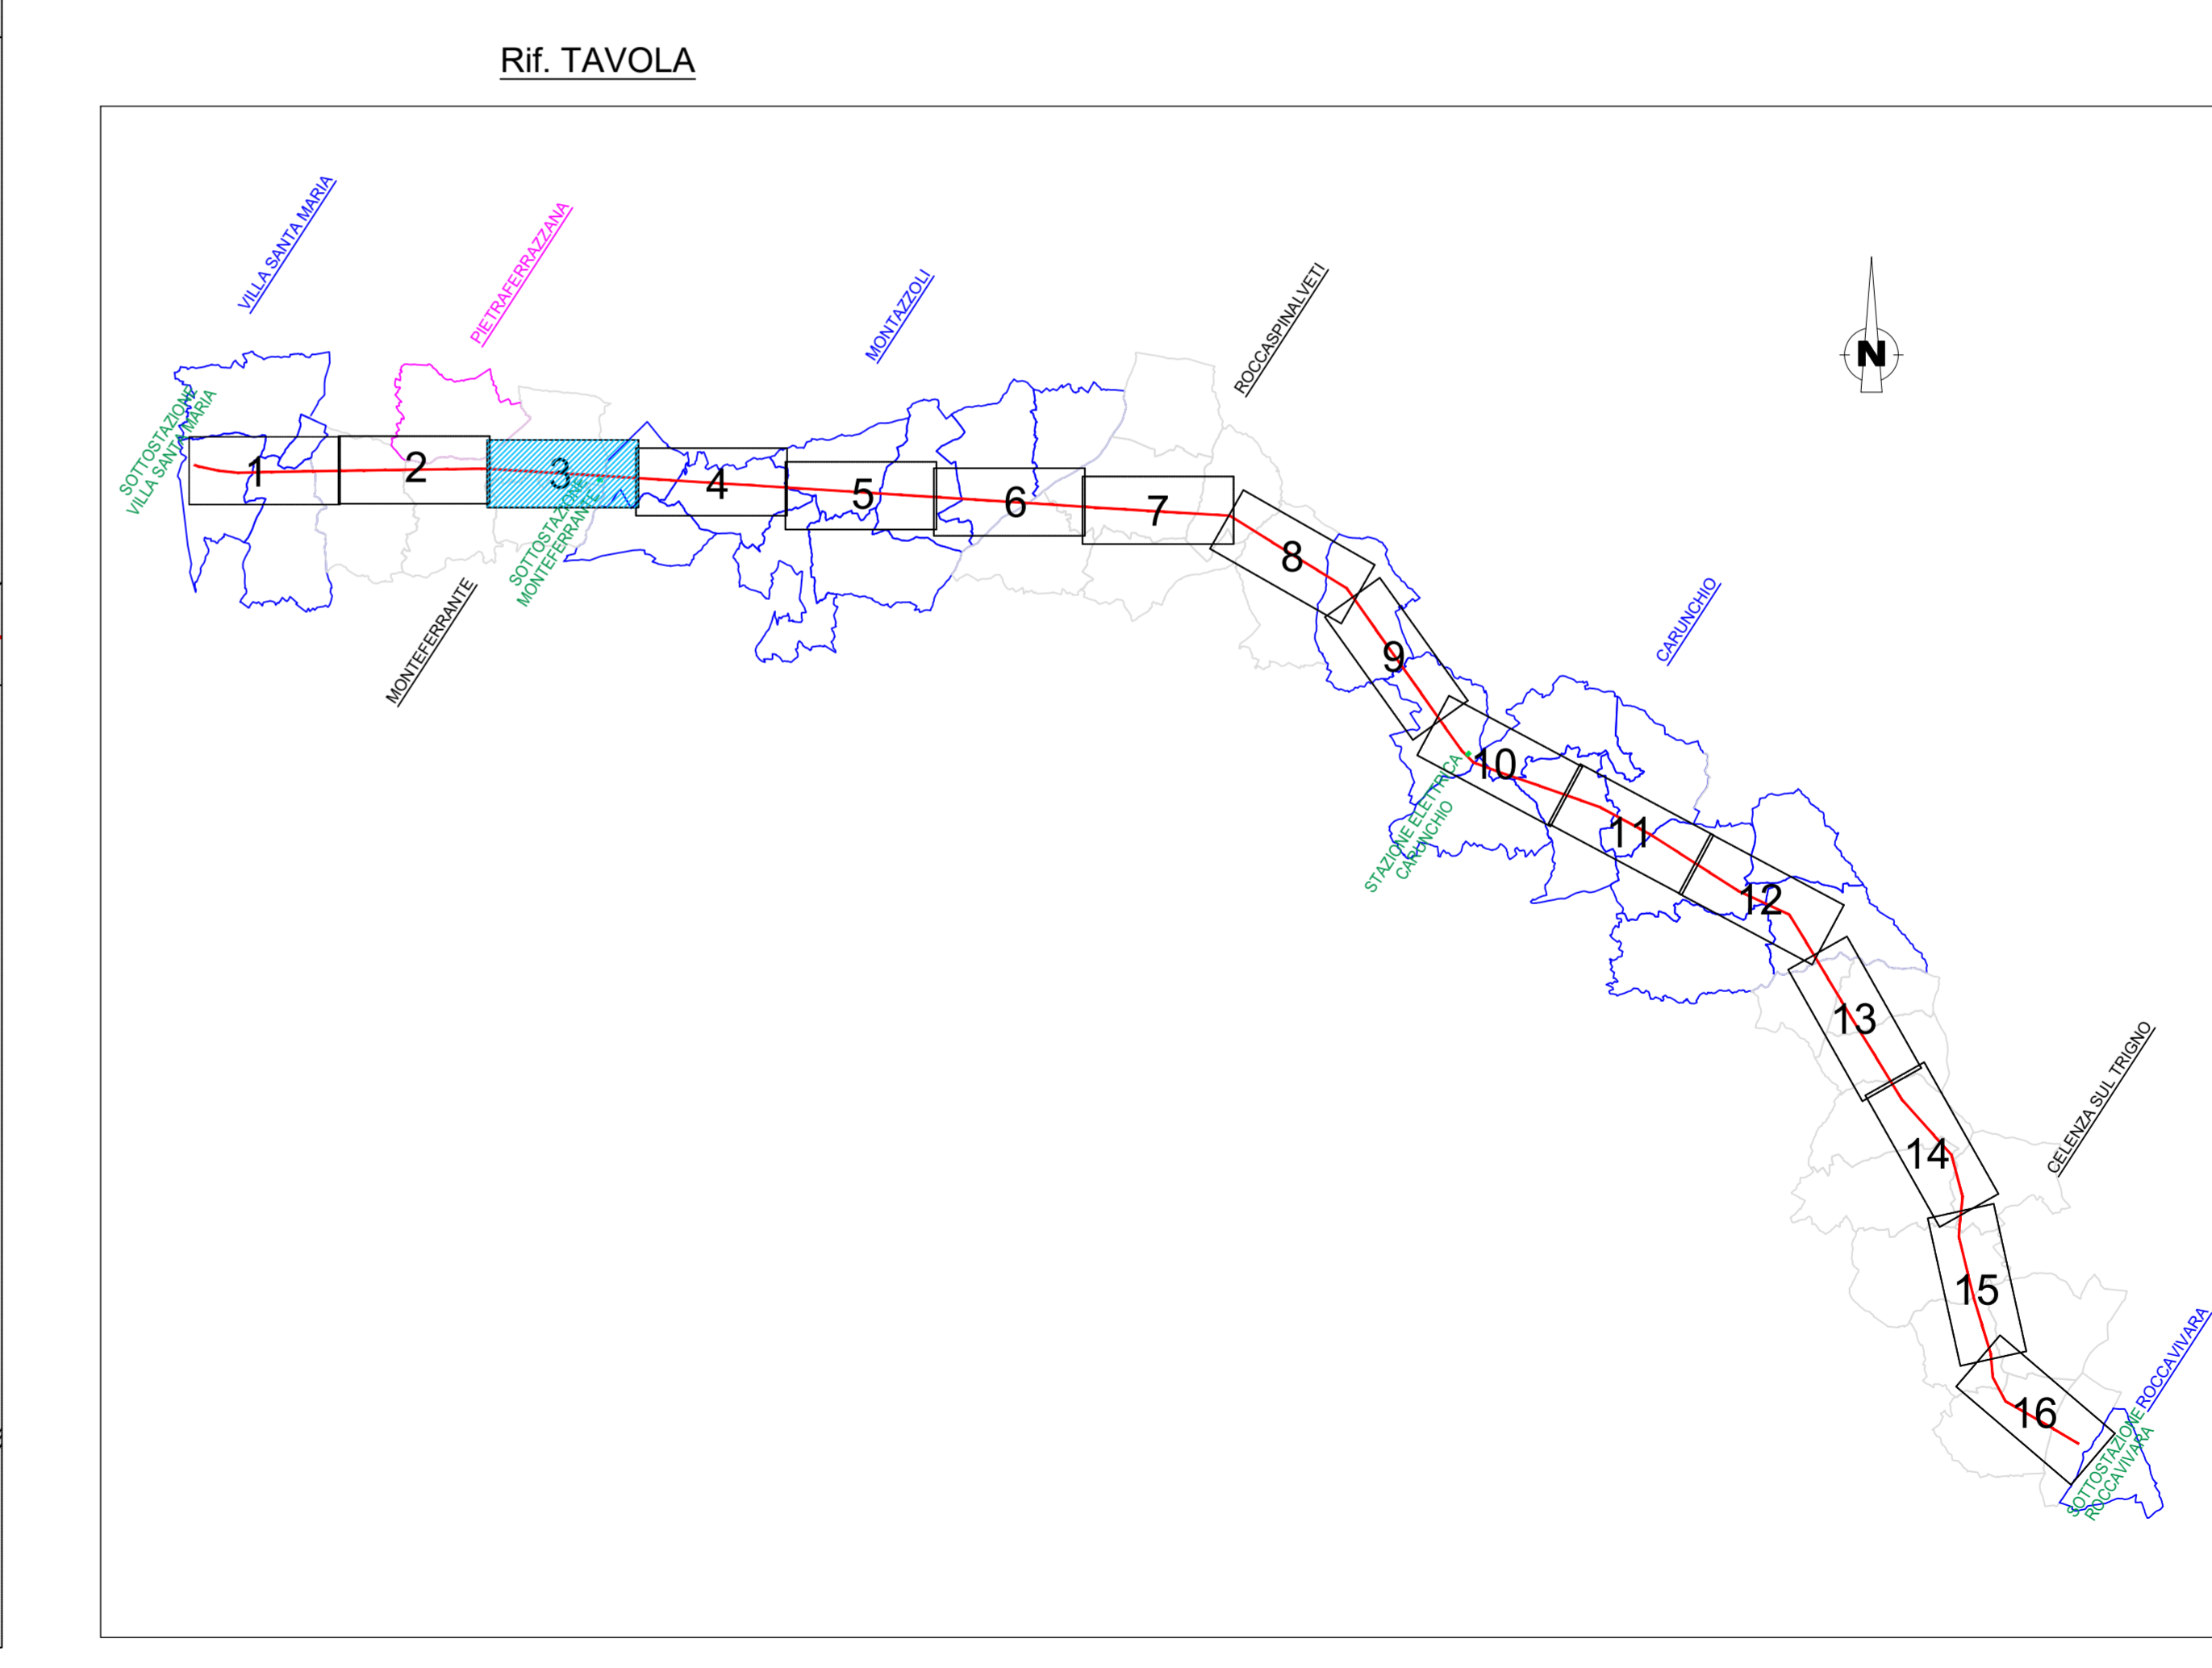 Rif. TAVOLA
VILLA SANTA MARIA
PIETRAFERRAZZANA
MONTAZZOLI
ROCCASPINALVETI
N
SOTTOSTAZIONE
VILLA SANTA MARIA
1
2
3
4
5
6
7
8
SOTTOSTAZIONE
MONTEFERRANTE
MONTEFERRANTE
CARUNCHIO
9
10
STAZIONE ELETTRICA
CARUNCHIO
11
12
13
CELENZA SUL TRIGNO
14
15
ROCCAVIVARA
16
SOTTOSTAZIONE
ROCCAVIVARA